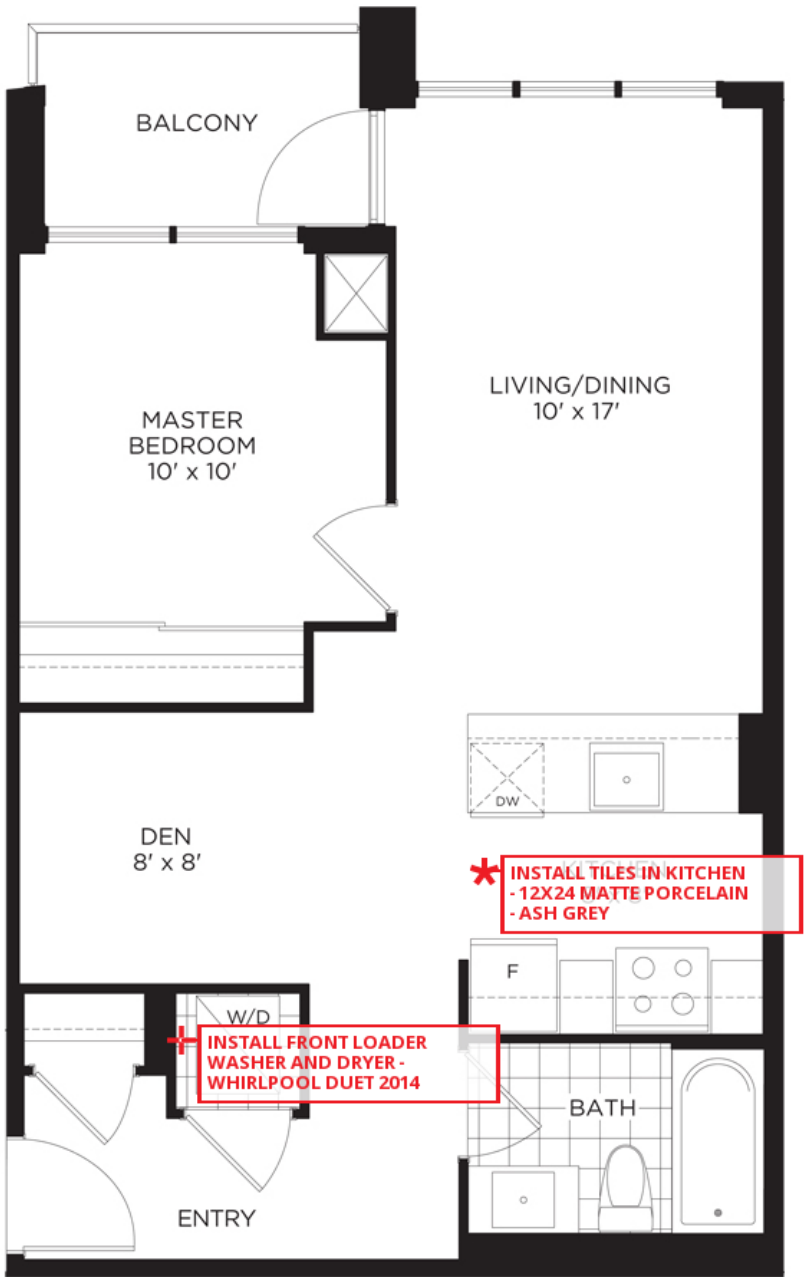 BALCONY
LIVING/DINING
10' x 17'
MASTER
BEDROOM
10' x 10'
DW
DEN
8' x 8'
KITCHEN
INSTALL TILES IN KITCHEN
- 12X24 MATTE PORCELAIN
- ASH GREY
F
W/D
INSTALL FRONT LOADER
WASHER AND DRYER -
WHIRLPOOL DUET 2014
BATH
ENTRY